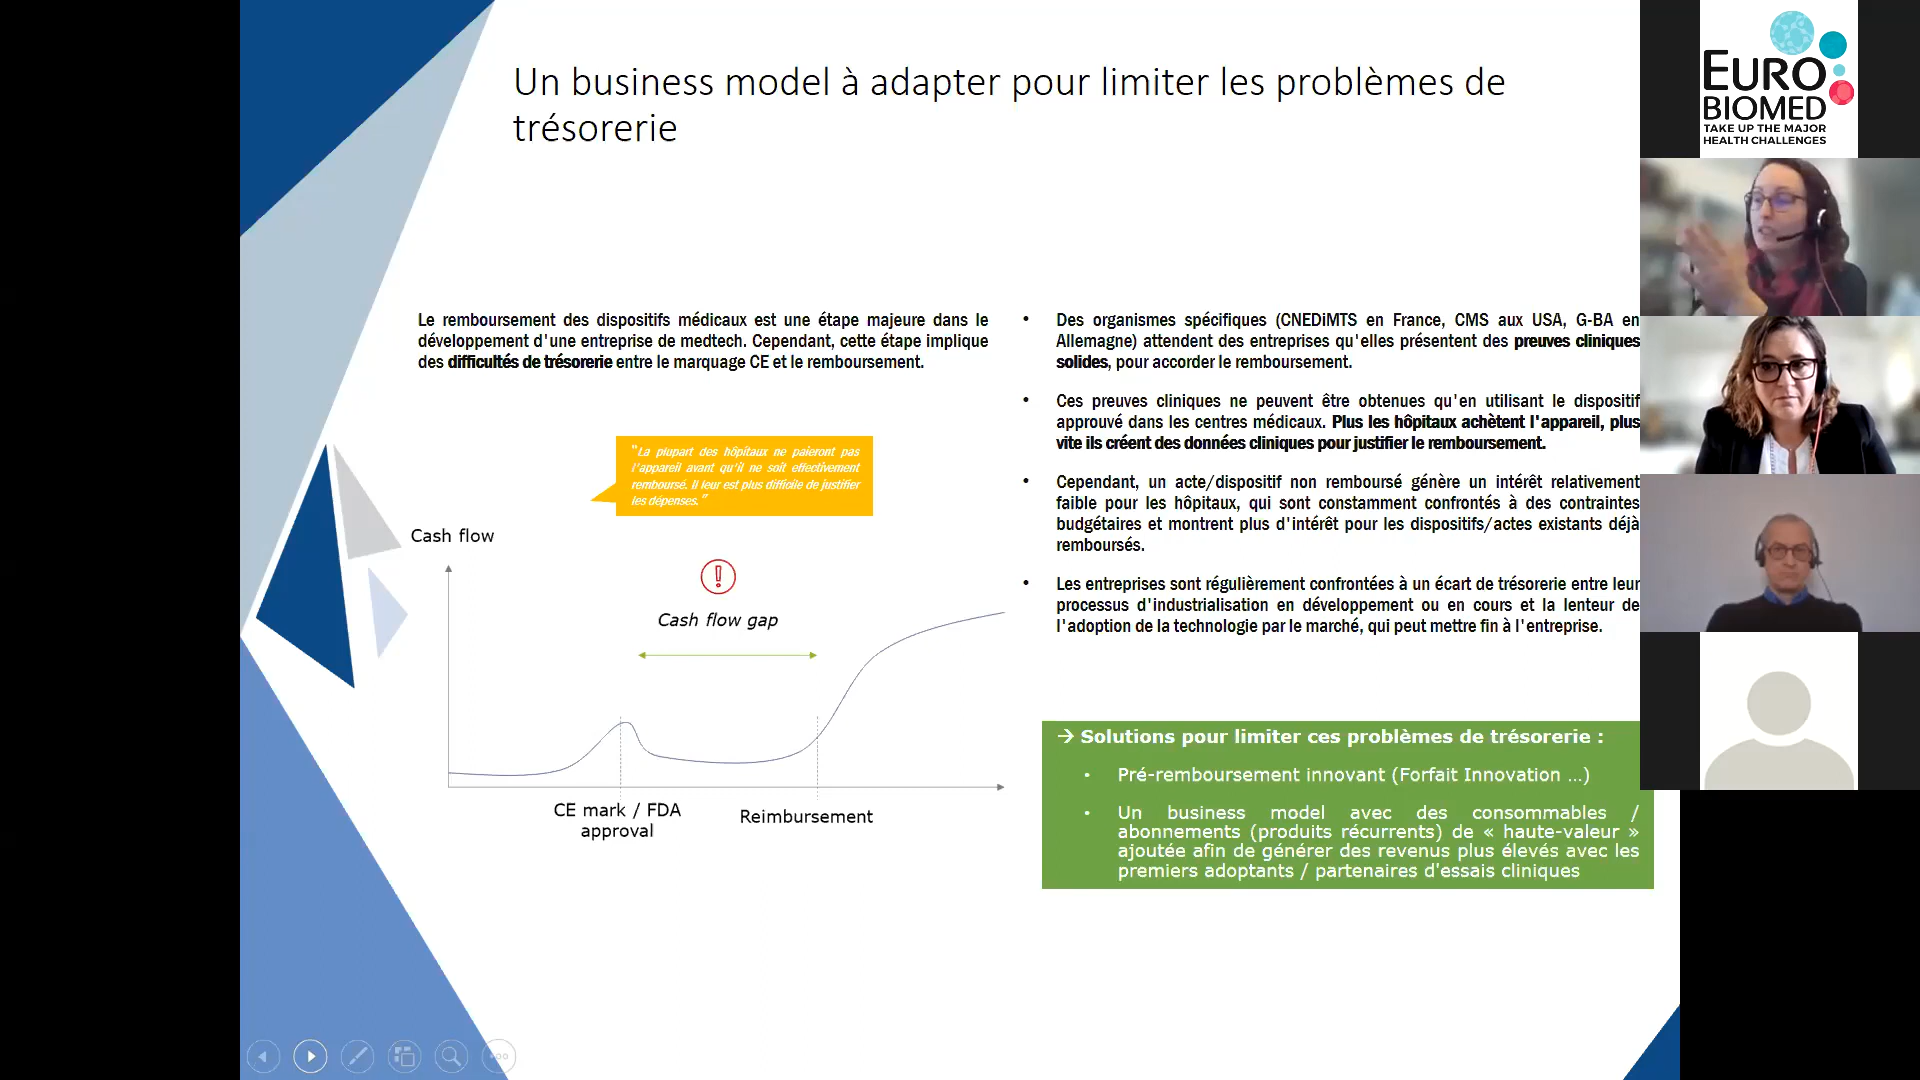 Un business model à adapter pour limiter les problèmes de
trésorerie
EURO
BIOMED
TAKE UP THE MAJOR
HEALTH CHALLENGES
Le remboursement des dispositifs médicaux est une étape majeure dans le
développement d'une entreprise de medtech. Cependant, cette étape implique
des difficultés de trésorerie entre le marquage CE et le remboursement.
"La plupart des hôpitaux ne paieront pas
l'appareil avant qu'il ne soit effectivement
remboursé. Il leur est plus difficile de justifier
les dépenses."
Cash flow
!
Cash flow gap
CE mark / FDA
approval
Reimbursement
• Des organismes spécifiques (CNEDiMTS en France, CMS aux USA, G-BA en
Allemagne) attendent des entreprises qu'elles présentent des preuves cliniques
solides, pour accorder le remboursement.
• Ces preuves cliniques ne peuvent être obtenues qu'en utilisant le dispositif
approuvé dans les centres médicaux. Plus les hôpitaux achètent l'appareil, plus
vite ils créent des données cliniques pour justifier le remboursement.
• Cependant, un acte/dispositif non remboursé génère un intérêt relativement
faible pour les hôpitaux, qui sont constamment confrontés à des contraintes
budgétaires et montrent plus d'intérêt pour les dispositifs/actes existants déjà
remboursés.
• Les entreprises sont régulièrement confrontées à un écart de trésorerie entre leur
processus d'industrialisation en développement ou en cours et la lenteur de
l'adoption de la technologie par le marché, qui peut mettre fin à l'entreprise.
→ Solutions pour limiter ces problèmes de trésorerie :
• Pré-remboursement innovant (Forfait Innovation ...)
• Un business model avec des consommables /
abonnements (produits récurrents) de « haute-valeur »
ajoutée afin de générer des revenus plus élevés avec les
premiers adoptants / partenaires d'essais cliniques